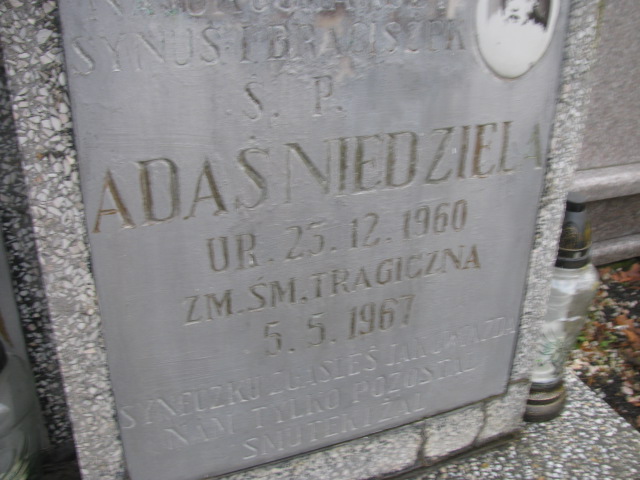 SYNUŚ I BRACISZEK
Ś. P.
ADAŚ NIEDZIELA
UR. 25.12.1960
ZM. ŚM. TRAGICZNA
5.5.1967
SYNECZKU ZGASŁEŚ JAK GWIAZDA
NAM TYLKO POZOSTAŁ
SMUTEK I ŻAL